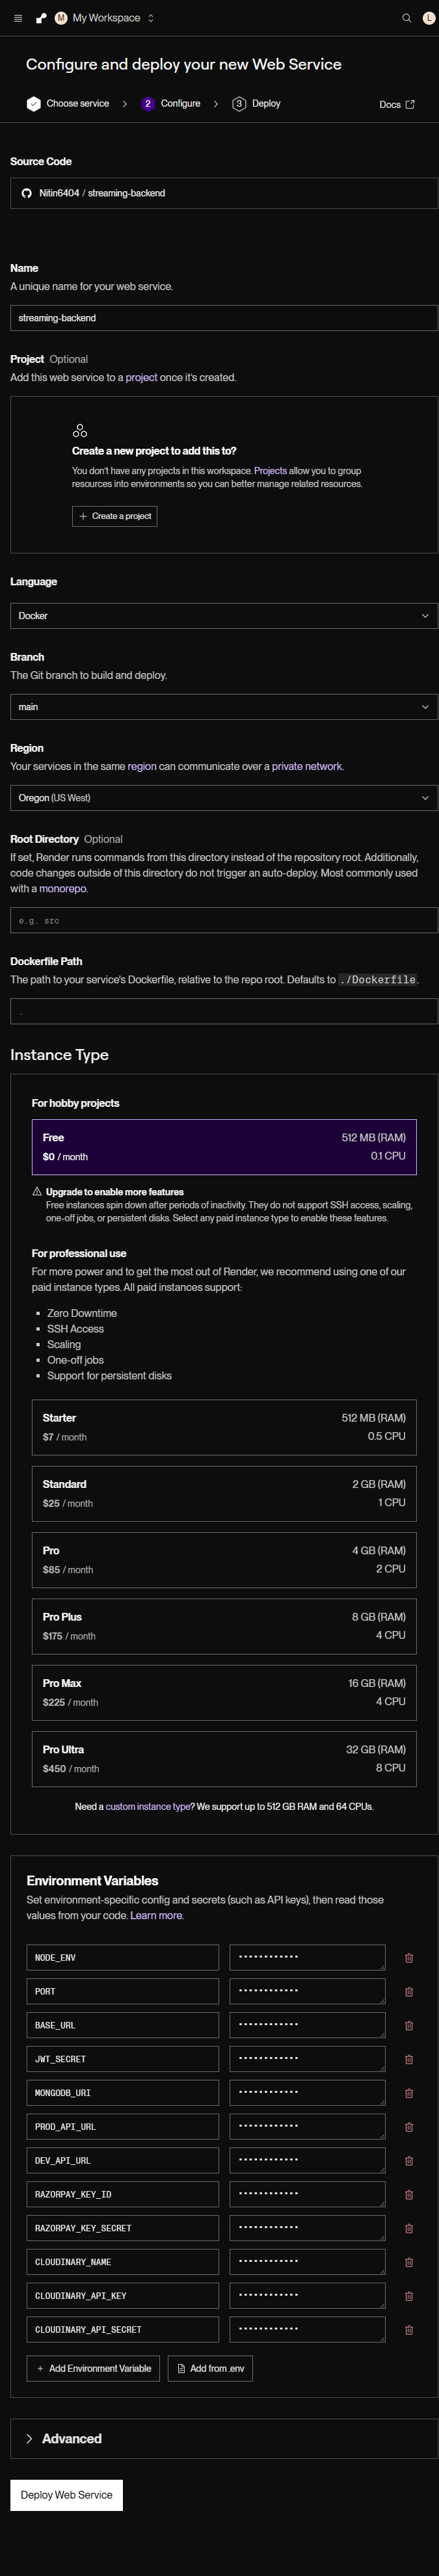 M My Workspace
L
Configure and deploy your new Web Service
Choose service
2 Configure
3 Deploy
Docs
Source Code
Nitin6404 / streaming-backend
Name
A unique name for your web service.
streaming-backend
Project Optional
Add this web service to a project once it's created.
Create a new project to add this to?
You don't have any projects in this workspace. Projects allow you to group
resources into environments so you can better manage related resources.
+ Create a project
Language
Docker
Branch
The Git branch to build and deploy.
main
Region
Your services in the same region can communicate over a private network.
Oregon (US West)
Root Directory Optional
If set, Render runs commands from this directory instead of the repository root. Additionally,
code changes outside of this directory do not trigger an auto-deploy. Most commonly used
with a monorepo.
e.g. src
Dockerfile Path
The path to your service's Dockerfile, relative to the repo root. Defaults to ./Dockerfile.
.
Instance Type
For hobby projects
Free
512 MB (RAM)
$0 / month
0.1 CPU
Upgrade to enable more features
Free instances spin down after periods of inactivity. They do not support SSH access, scaling,
one-off jobs, or persistent disks. Select any paid instance type to enable these features.
For professional use
For more power and to get the most out of Render, we recommend using one of our
paid instance types. All paid instances support:
Zero Downtime
SSH Access
Scaling
One-off jobs
Support for persistent disks
Starter
512 MB (RAM)
$7 / month
0.5 CPU
Standard
2 GB (RAM)
$25 / month
1 CPU
Pro
4 GB (RAM)
$85 / month
2 CPU
Pro Plus
8 GB (RAM)
$175 / month
4 CPU
Pro Max
16 GB (RAM)
$225 / month
4 CPU
Pro Ultra
32 GB (RAM)
$450 / month
8 CPU
Need a custom instance type? We support up to 512 GB RAM and 64 CPUs.
Environment Variables
Set environment-specific config and secrets (such as API keys), then read those
values from your code. Learn more.
NODE_ENV ••••••••••••
PORT ••••••••••••
BASE_URL ••••••••••••
JWT_SECRET ••••••••••••
MONGODB_URI ••••••••••••
PROD_API_URL ••••••••••••
DEV_API_URL ••••••••••••
RAZORPAY_KEY_ID ••••••••••••
RAZORPAY_KEY_SECRET ••••••••••••
CLOUDINARY_NAME ••••••••••••
CLOUDINARY_API_KEY ••••••••••••
CLOUDINARY_API_SECRET ••••••••••••
+ Add Environment Variable
Add from .env
Advanced
Deploy Web Service